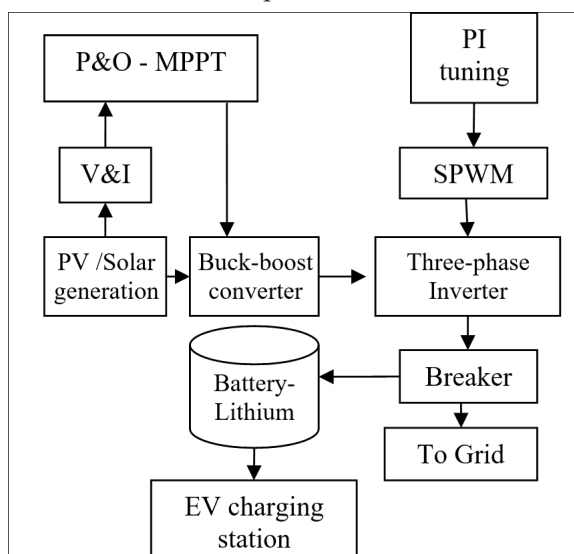 P&O - MPPT
PI
tuning
V&I
SPWM
PV /Solar
generation
Buck-boost
converter
Three-phase
Inverter
Battery-
Lithium
Breaker
To Grid
EV charging
station